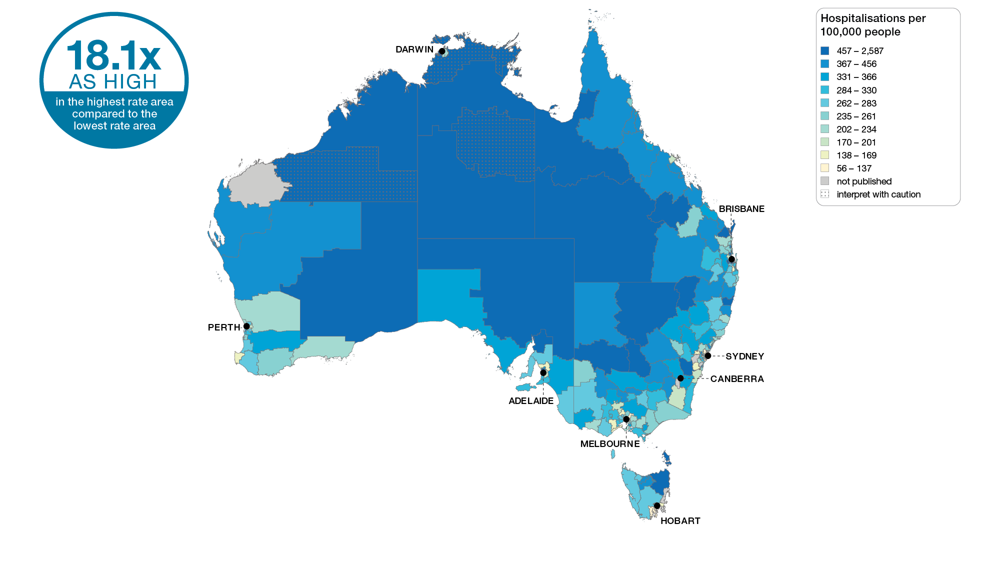 18.1x
AS HIGH
in the highest rate area
compared to the
lowest rate area
Hospitalisations per
100,000 people
457 – 2,587
367 – 456
331 – 366
284 – 330
262 – 283
235 – 261
202 – 234
170 – 201
138 – 169
56 – 137
not published
interpret with caution
DARWIN
BRISBANE
PERTH
SYDNEY
CANBERRA
ADELAIDE
MELBOURNE
HOBART